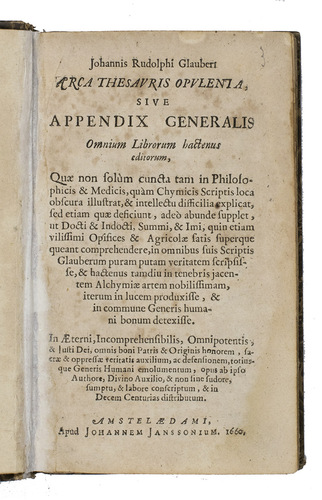 Johannis Rudolphi Glauberi
ARCA THESAURIS OPULENTA,
SIVE
APPENDIX GENERALIS
Omnium Librorum hactenus
editorum,
Quæ non solùm cuncta tam in Philoso-
phicis & Medicis, quàm Chymicis Scriptis loca
obscura illustrat, & intellectu difficilia explicat,
sed etiam quæ deficiunt, adeò abunde supplet,
ut Docti & Indocti, Summi, & Imi, quin etiam
vilissimi Opifices & Agricolæ satis superque
queant comprehendere, in omnibus suis Scriptis
Glauberum puram putam veritatem scripsis-
se, & hactenus tamdiu in tenebris jacen-
tem Alchymiæ artem nobilissimam,
iterum in lucem produxisse, &
in commune Generis huma-
ni bonum detexisse.
In Æterni, Incomprehensibilis, Omnipotentis,
& Justi Dei, omnis boni Patris & Originis honorem, sa-
cræ & oppressæ veritatis auxilium, ac defensionem, totius-
que Generis Humani emolumentum, opus ab ipso
Authore, Divino Auxilio, & non sine sudore,
sumptu, & labore conscriptum, & in
Decem Centurias distributum.
AMSTELÆDAMI,
Apud JOHANNEM JANSSONIUM. 1660.